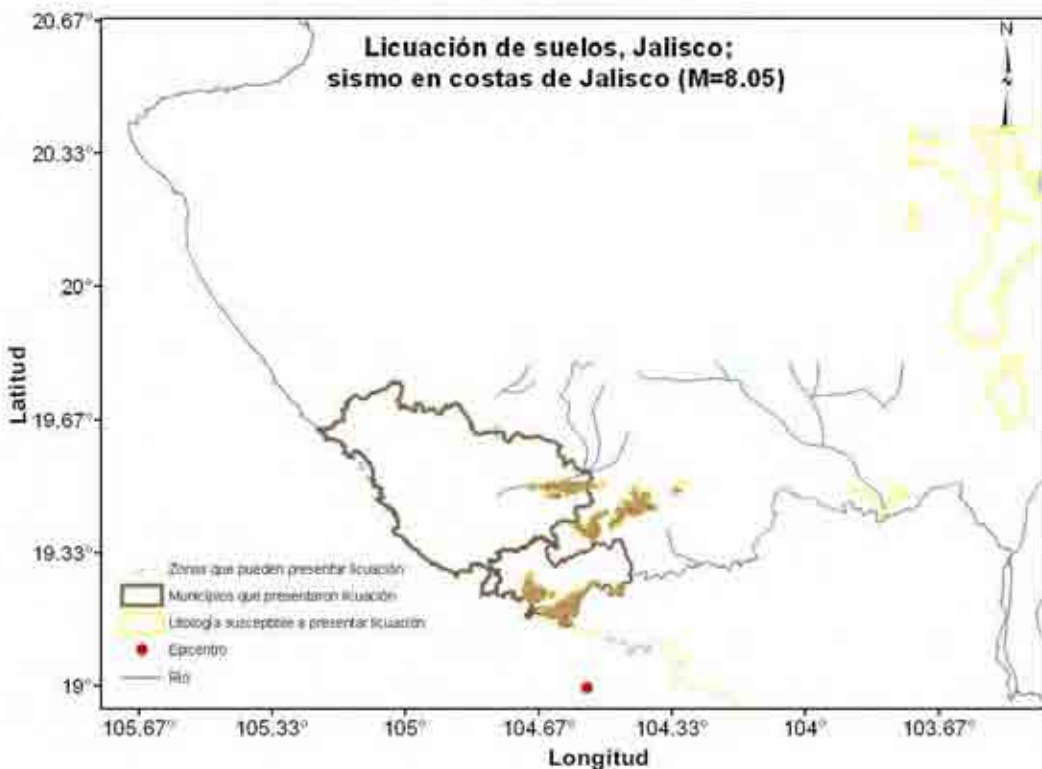 Licuación de suelos, Jalisco;
sismo en costas de Jalisco (M=8.05)
N
20.67°
20.33°
20°
19.67°
19.33°
19°
Latitud
Zonas que pueden presentar licuación
Municipios que presentaron licuación
Litología susceptible a presentar licuación
Epicentro
Río
105.67° 105.33° 105° 104.67° 104.33° 104° 103.67°
Longitud